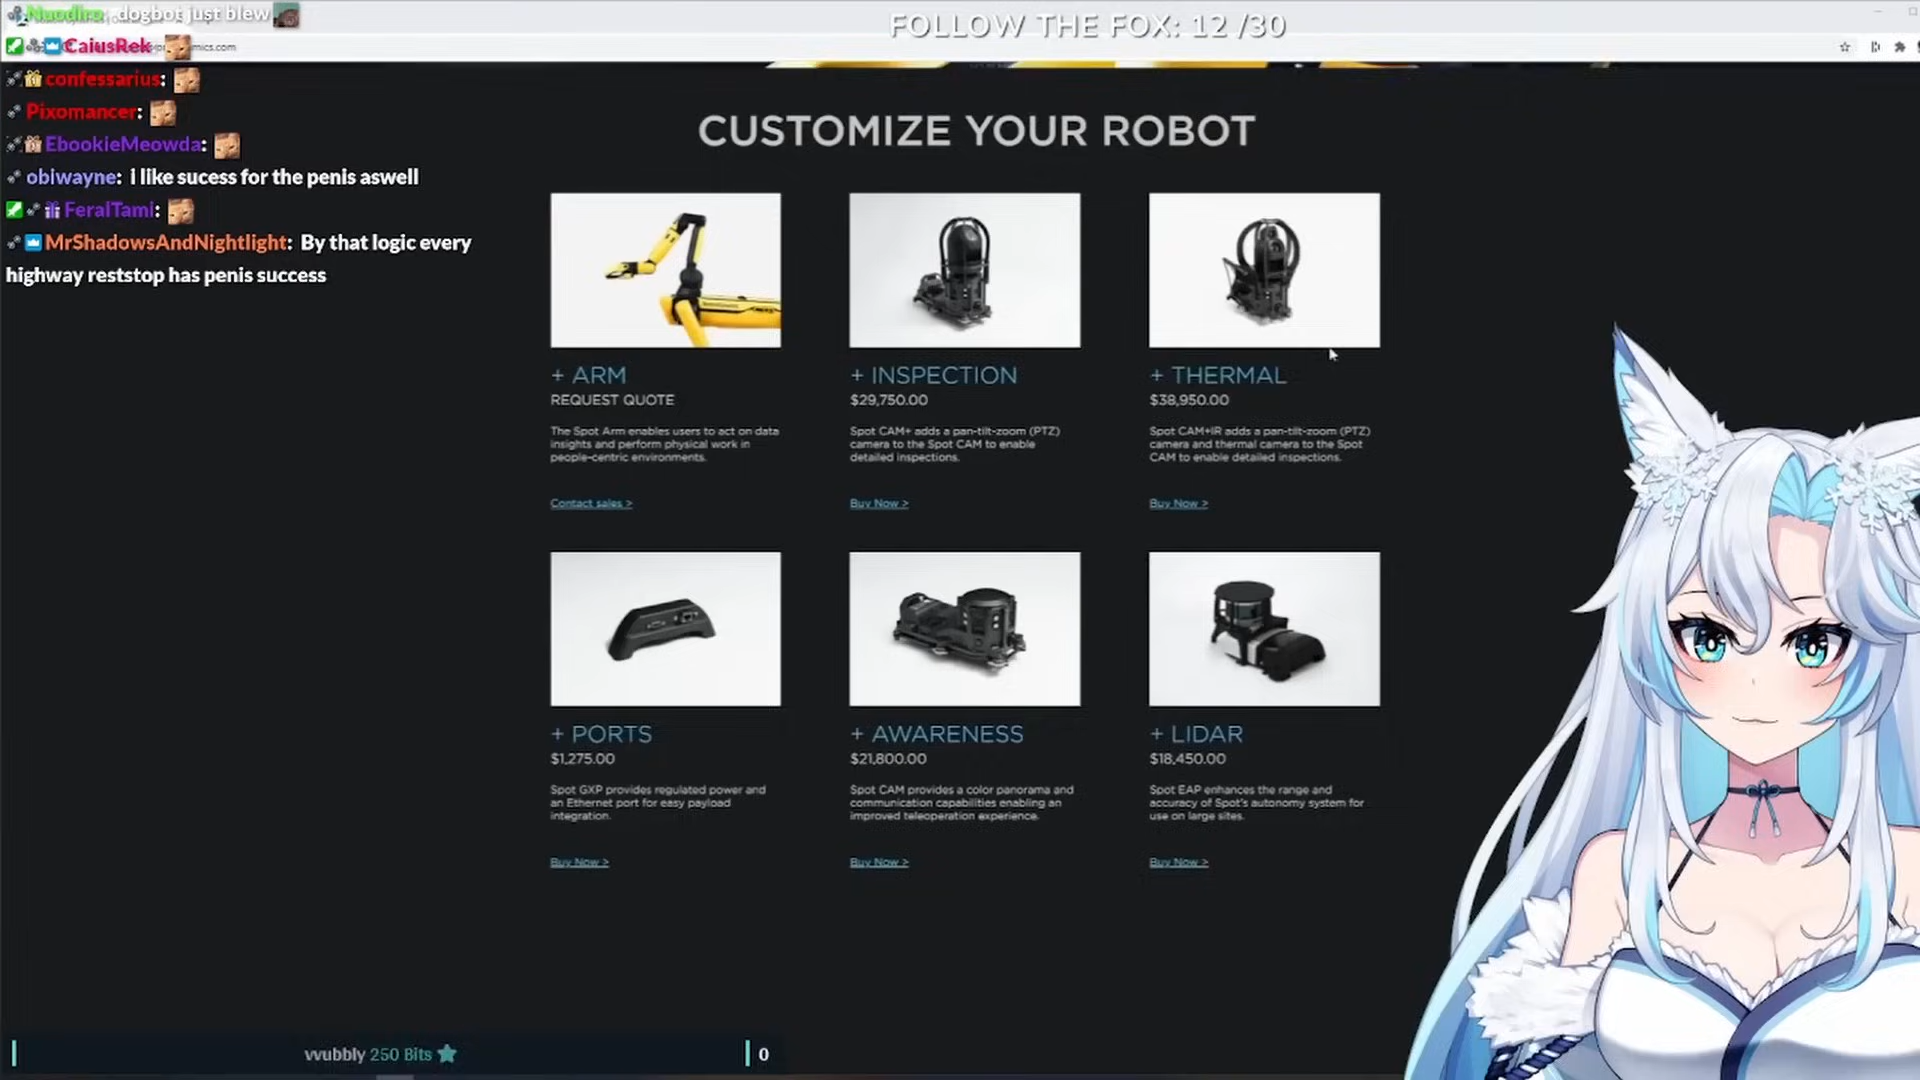 Nuodiro: dogbot just blew
CaiusRek
mics.com
confessarius:
Pixomancer:
EbookieMeowda:
obiwayne: i like sucess for the penis aswell
FeralTami:
MrShadowsAndNightlight: By that logic every
highway reststop has penis success
FOLLOW THE FOX: 12 /30
CUSTOMIZE YOUR ROBOT
+ ARM
REQUEST QUOTE
The Spot Arm enables users to act on data
insights and perform physical work in
people-centric environments.
Contact sales >
+ INSPECTION
$29,750.00
Spot CAM+ adds a pan-tilt-zoom (PTZ)
camera to the Spot CAM to enable
detailed inspections.
Buy Now >
+ THERMAL
$38,950.00
Spot CAM+IR adds a pan-tilt-zoom (PTZ)
camera and thermal camera to the Spot
CAM to enable detailed inspections.
Buy Now >
+ PORTS
$1,275.00
Spot GXP provides regulated power and
an Ethernet port for easy payload
integration.
Buy Now >
+ AWARENESS
$21,800.00
Spot CAM provides a color panorama and
communication capabilities enabling an
improved teleoperation experience.
Buy Now >
+ LIDAR
$18,450.00
Spot EAP enhances the range and
accuracy of Spot's autonomy system for
use on large sites.
Buy Now >
vvubbly 250 Bits
0